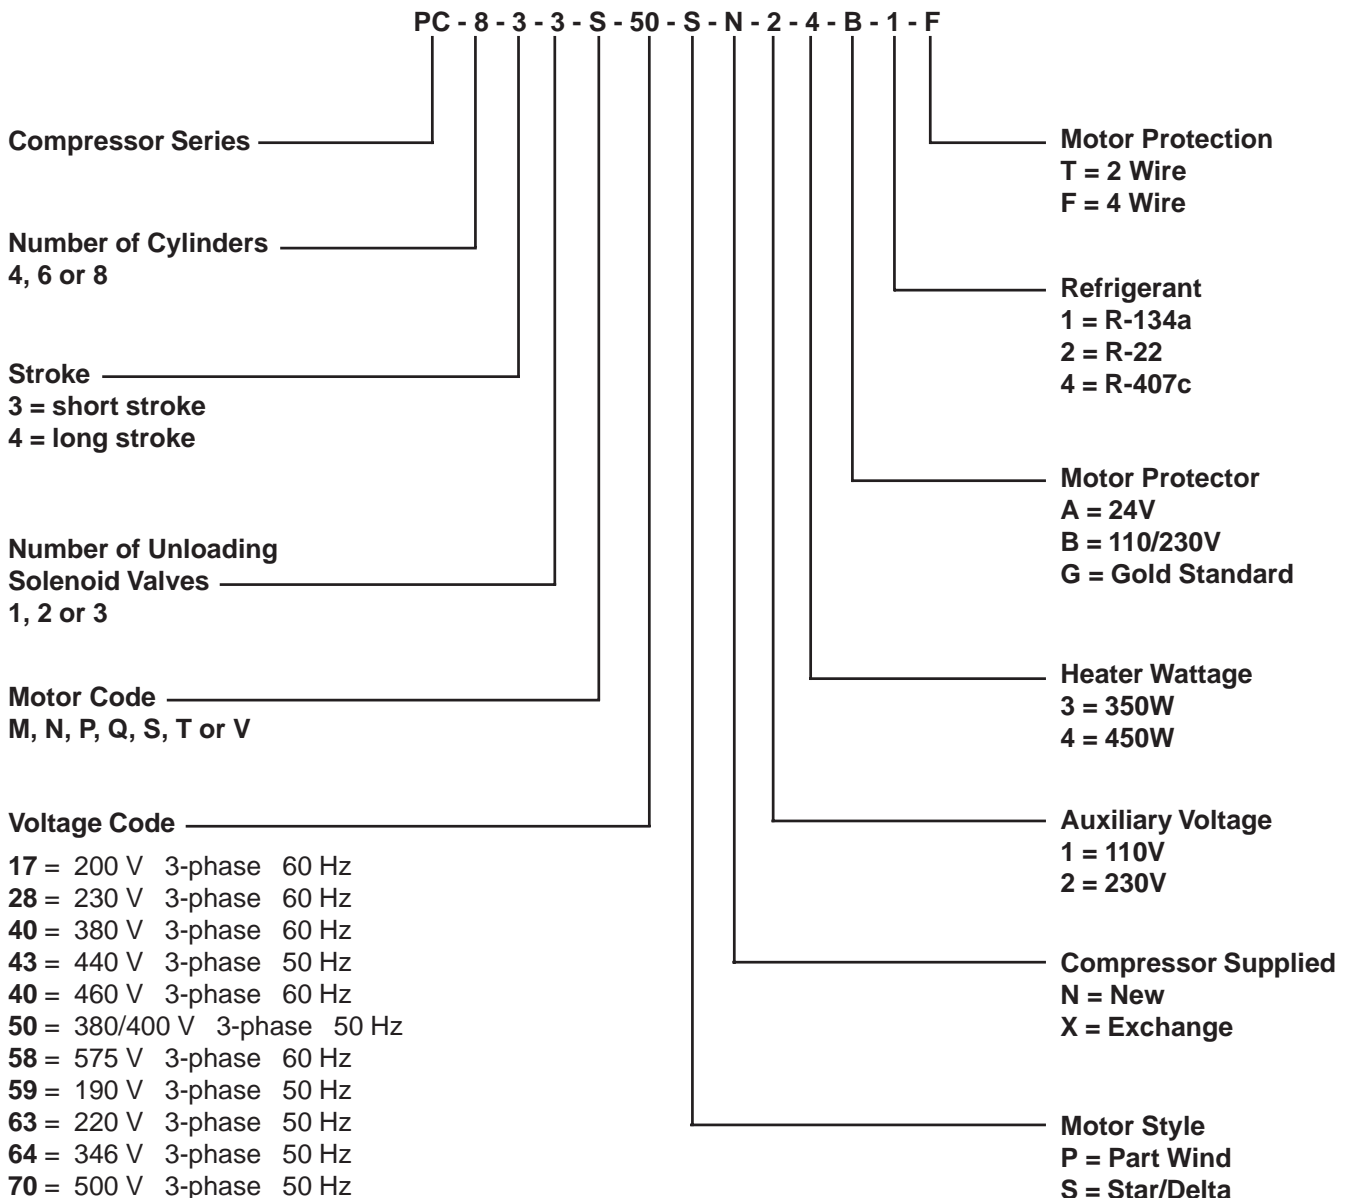 PC - 8 - 3 - 3 - S - 50 - S - N - 2 - 4 - B - 1 - F
Compressor Series
Number of Cylinders
4, 6 or 8
Stroke
3 = short stroke
4 = long stroke
Number of Unloading
Solenoid Valves
1, 2 or 3
Motor Code
M, N, P, Q, S, T or V
Voltage Code
17 = 200 V 3-phase 60 Hz
28 = 230 V 3-phase 60 Hz
40 = 380 V 3-phase 60 Hz
43 = 440 V 3-phase 50 Hz
40 = 460 V 3-phase 60 Hz
50 = 380/400 V 3-phase 50 Hz
58 = 575 V 3-phase 60 Hz
59 = 190 V 3-phase 50 Hz
63 = 220 V 3-phase 50 Hz
64 = 346 V 3-phase 50 Hz
70 = 500 V 3-phase 50 Hz
Motor Protection
T = 2 Wire
F = 4 Wire
Refrigerant
1 = R-134a
2 = R-22
4 = R-407c
Motor Protector
A = 24V
B = 110/230V
G = Gold Standard
Heater Wattage
3 = 350W
4 = 450W
Auxiliary Voltage
1 = 110V
2 = 230V
Compressor Supplied
N = New
X = Exchange
Motor Style
P = Part Wind
S = Star/Delta